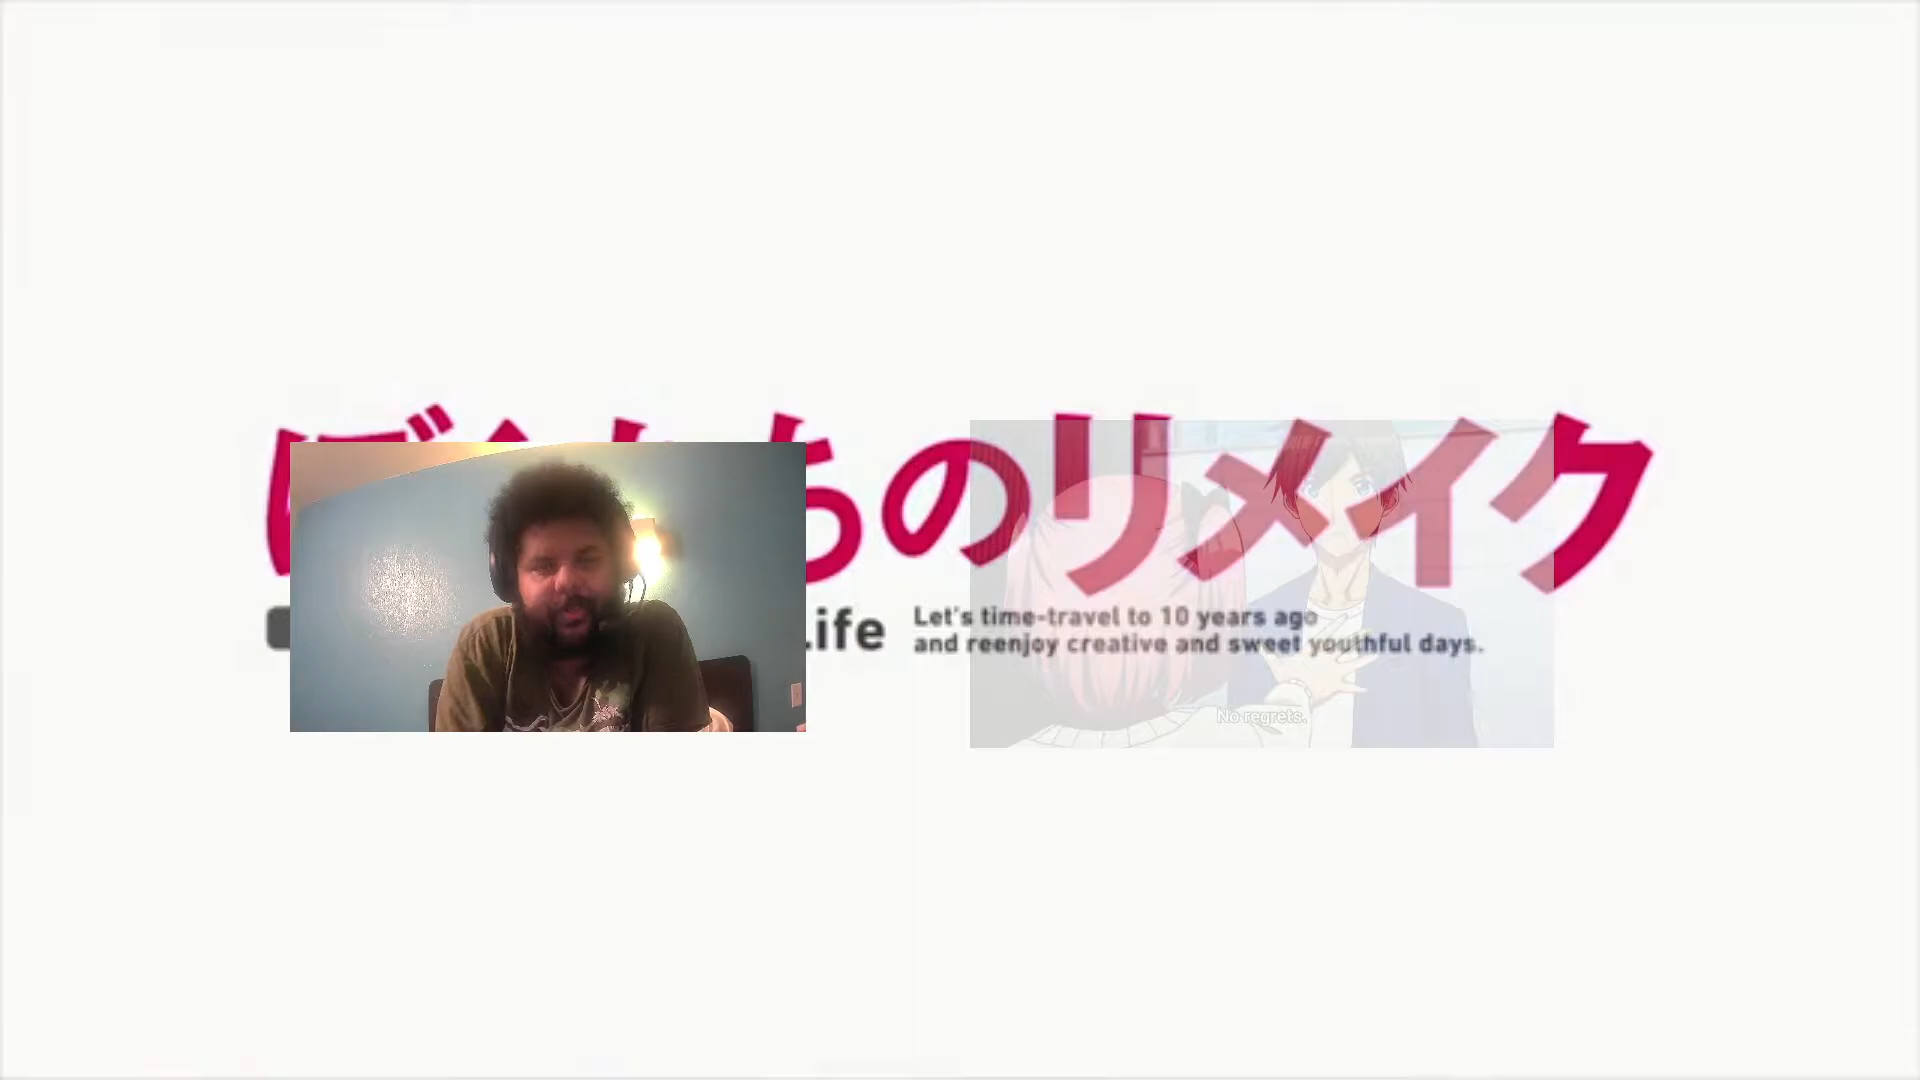 ちのリメイク
ife
Let's time-travel to 10 years ago
and reenjoy creative and sweet youthful days.
No regrets.